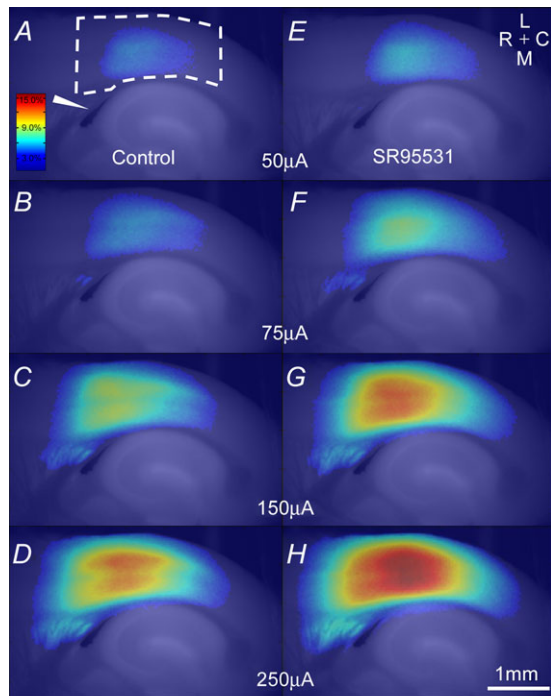 A
E
L
R + C
M
15.0%
9.0%
3.0%
Control
50µA
SR95531
B
F
75µA
C
G
150µA
D
H
250µA
1mm